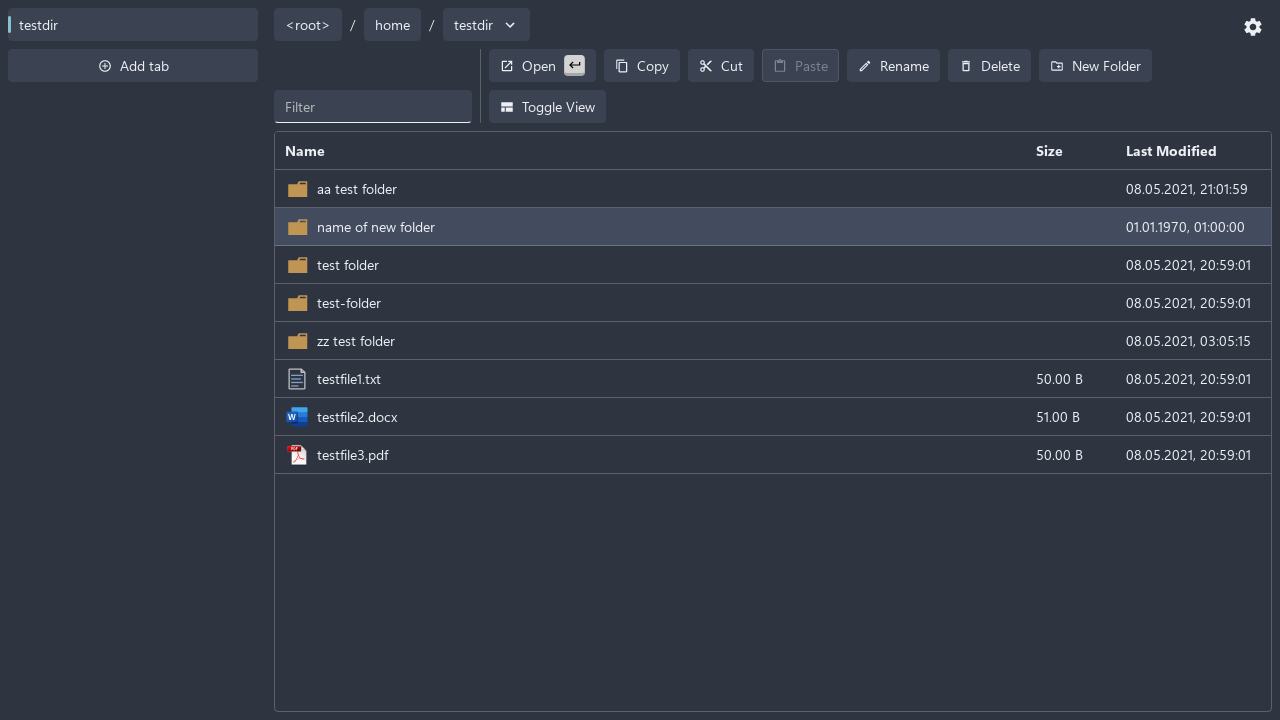 testdir
Add tab
<root> / home / testdir
Open Copy Cut Paste Rename Delete New Folder
Filter
Toggle View
Name Size Last Modified
aa test folder 08.05.2021, 21:01:59
name of new folder 01.01.1970, 01:00:00
test folder 08.05.2021, 20:59:01
test-folder 08.05.2021, 20:59:01
zz test folder 08.05.2021, 03:05:15
testfile1.txt 50.00 B 08.05.2021, 20:59:01
W testfile2.docx 51.00 B 08.05.2021, 20:59:01
PDF testfile3.pdf 50.00 B 08.05.2021, 20:59:01